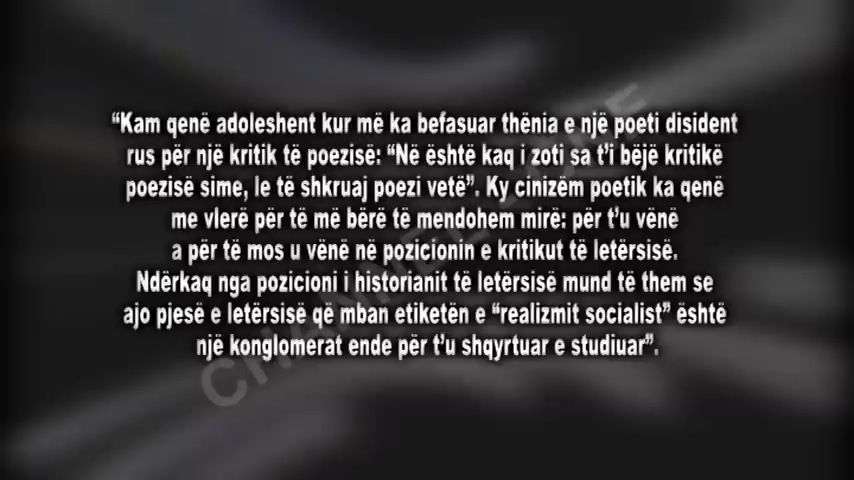 “Kam qenë adoleshent kur më ka befasuar thënia e një poeti disident
rus për një kritik të poezisë: “Në është kaq i zoti sa t’i bëjë kritikë
poezisë sime, le të shkruaj poezi vetë”. Ky cinizëm poetik ka qenë
me vlerë për të më bërë të mendohem mirë: për t’u vënë
a për të mos u vënë në pozicionin e kritikut të letërsisë.
Ndërkaq nga pozicioni i historianit të letërsisë mund të them se
ajo pjesë e letërsisë që mban etiketën e “realizmit socialist” është
një konglomerat ende për t’u shqyrtuar e studiuar”.